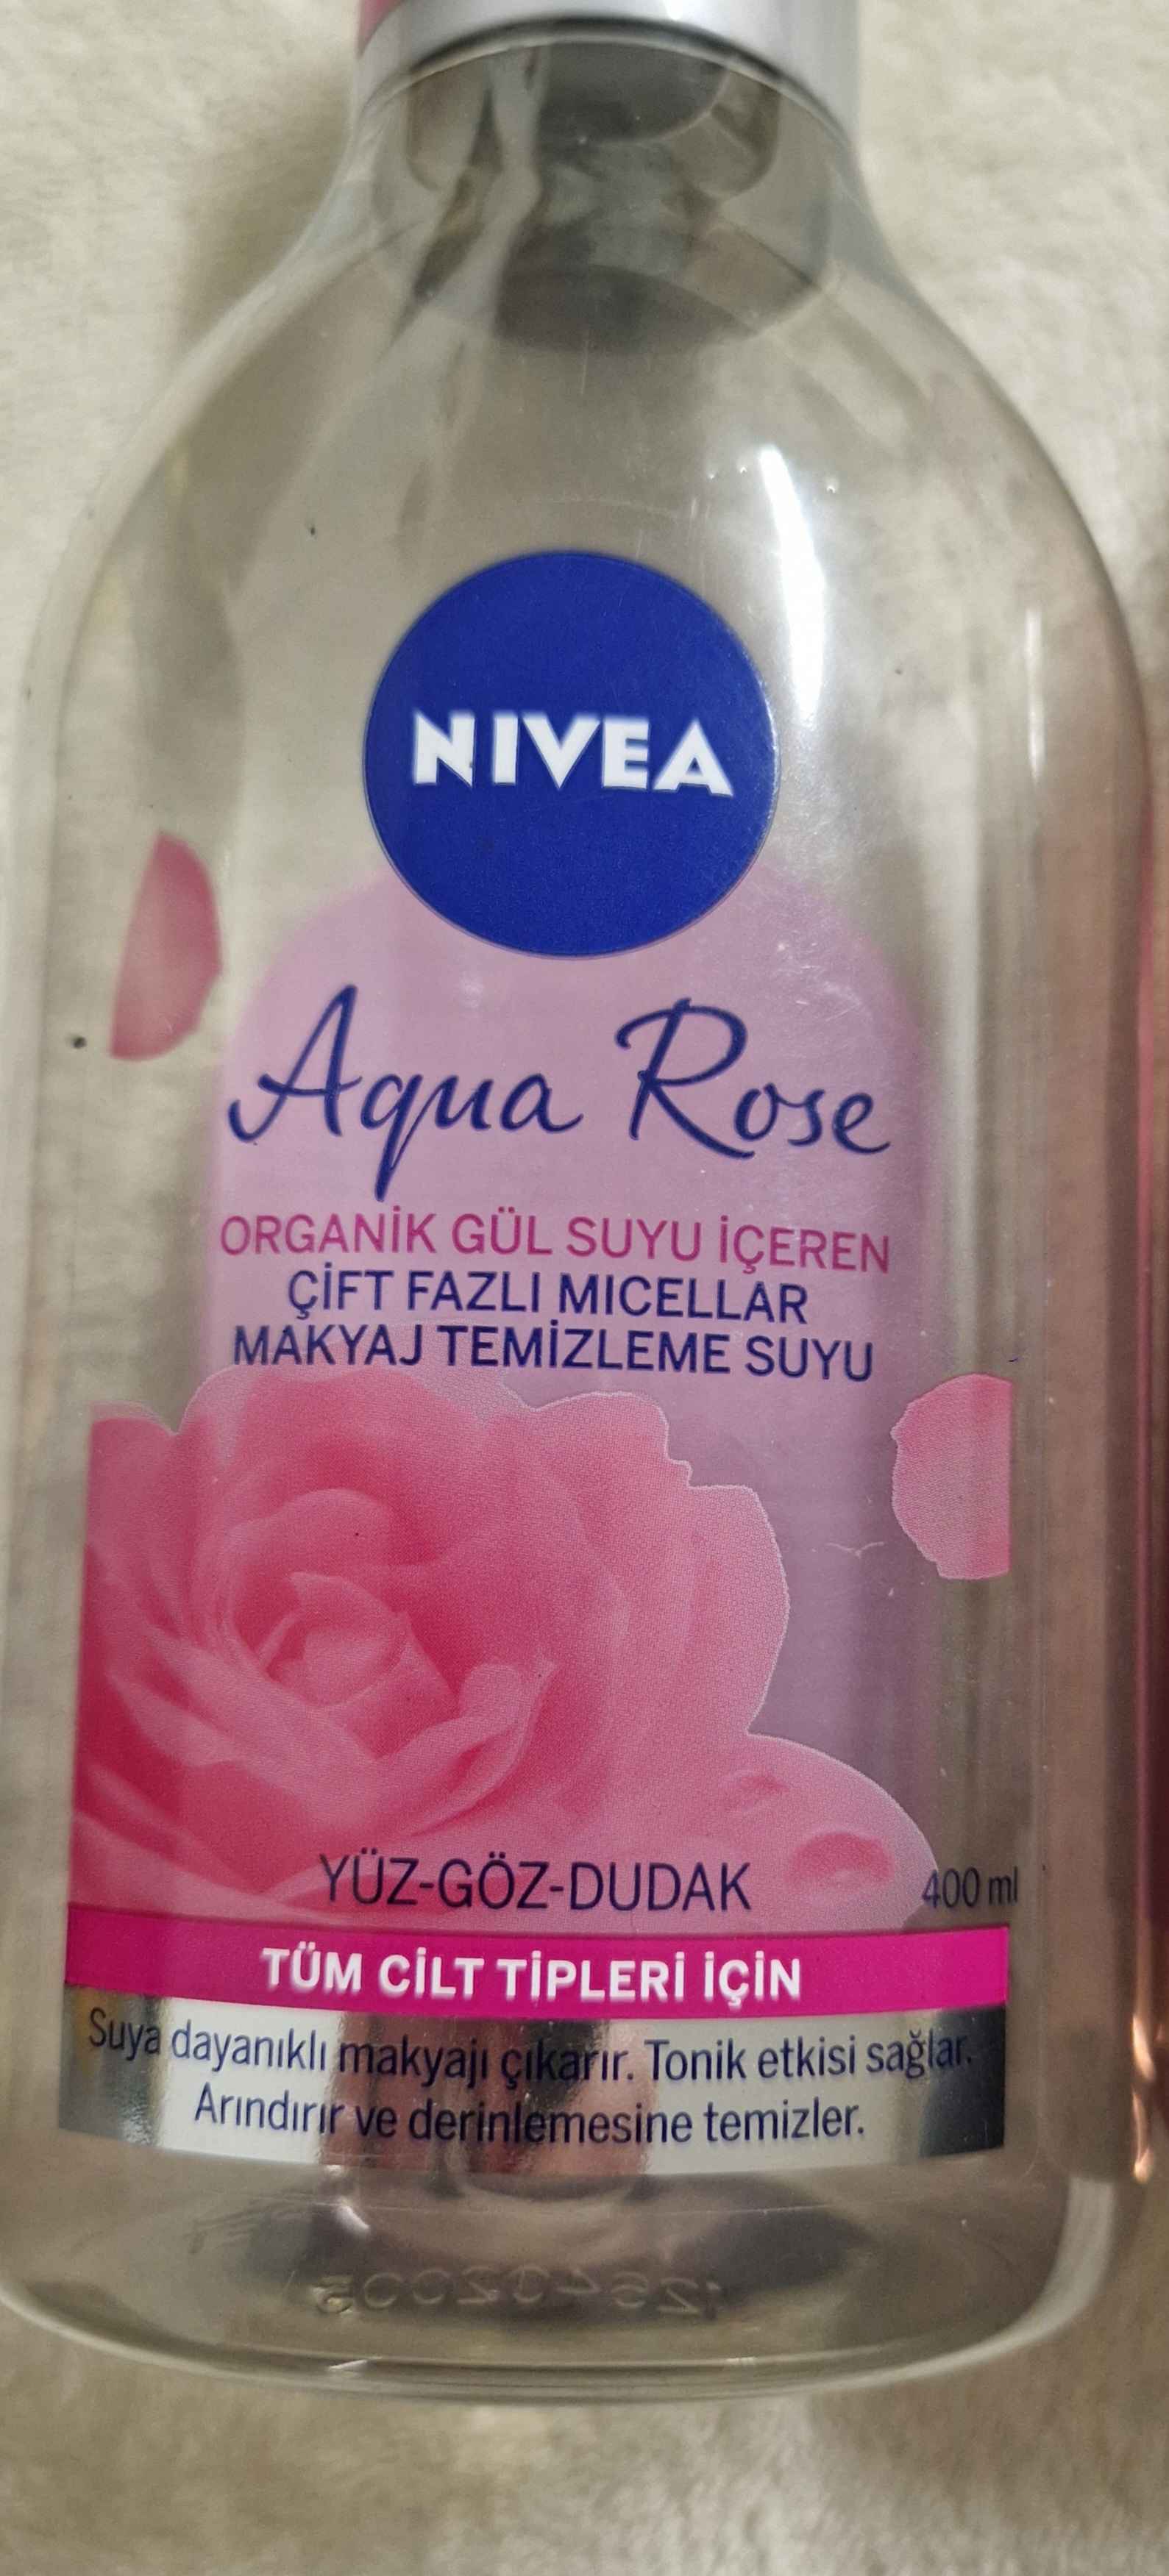 NIVEA
Aqua Rose
ORGANİK GÜL SUYU İÇEREN
ÇİFT FAZLI MICELLAR
MAKYAJ TEMİZLEME SUYU
YÜZ-GÖZ-DUDAK
400 ml
TÜM CİLT TİPLERİ İÇİN
Suya dayanıklı makyajı çıkarır. Tonik etkisi sağlar.
Arındırır ve derinlemesine temizler.